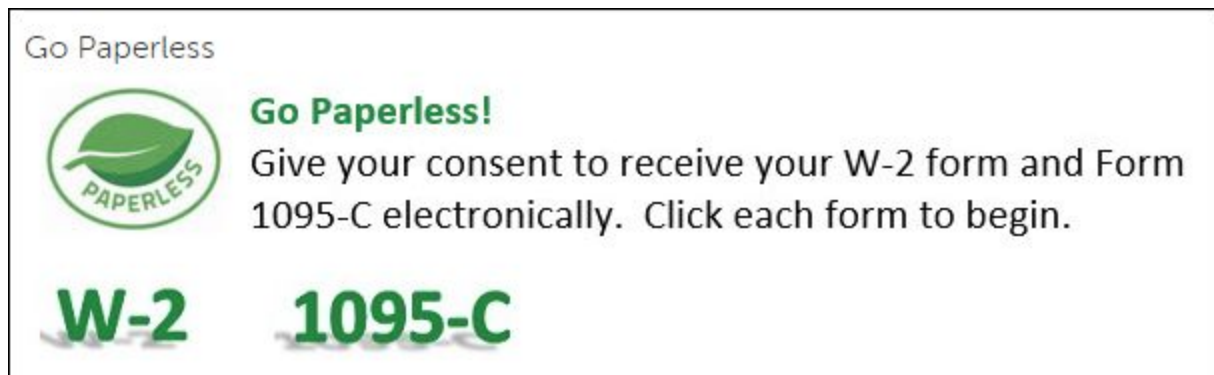 Go Paperless
PAPERLESS
Go Paperless!
Give your consent to receive your W-2 form and Form
1095-C electronically.  Click each form to begin.
W-2 1095-C